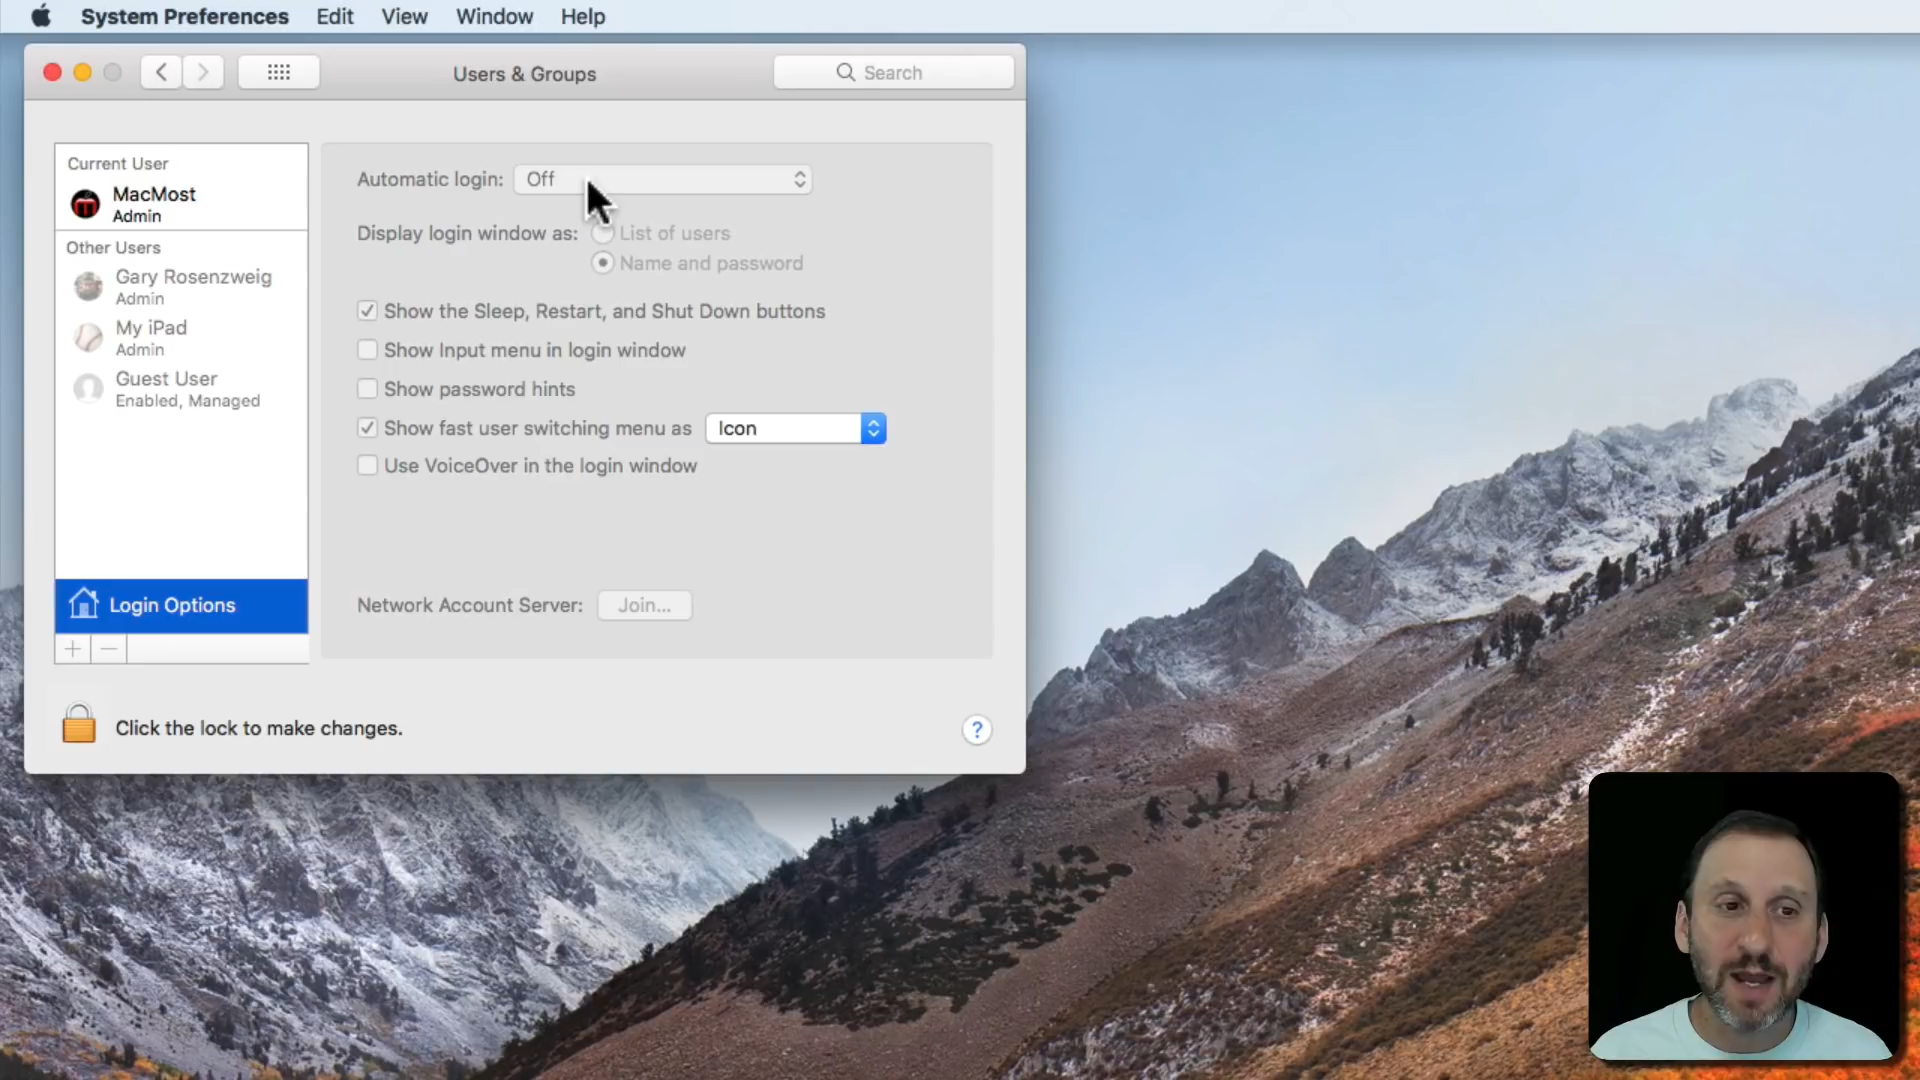 System Preferences Edit View Window Help
Users & Groups
Search
Current User
MacMost
Admin
Other Users
Gary Rosenzweig
Admin
My iPad
Admin
Guest User
Enabled, Managed
Login Options
Automatic login: Off
Display login window as: List of users
Name and password
Show the Sleep, Restart, and Shut Down buttons
Show Input menu in login window
Show password hints
Show fast user switching menu as Icon
Use VoiceOver in the login window
Network Account Server: Join...
Click the lock to make changes.
?